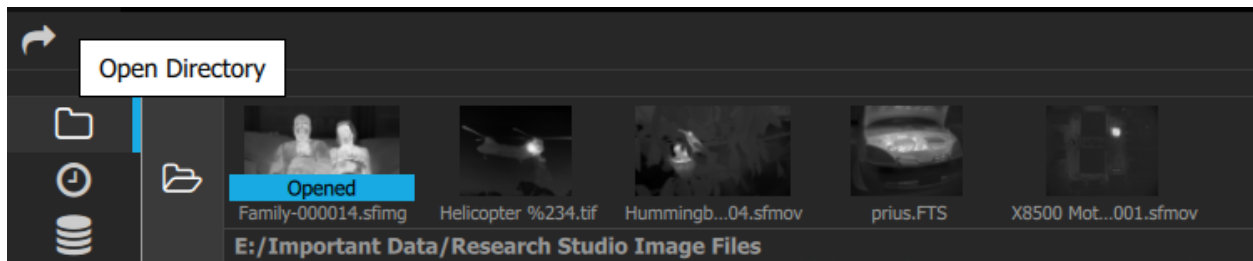 Open Directory
Opened
Family-000014.sfimg
Helicopter %234.tif
Hummingb...04.sfmov
prius.FTS
X8500 Mot...001.sfmov
E:/Important Data/Research Studio Image Files